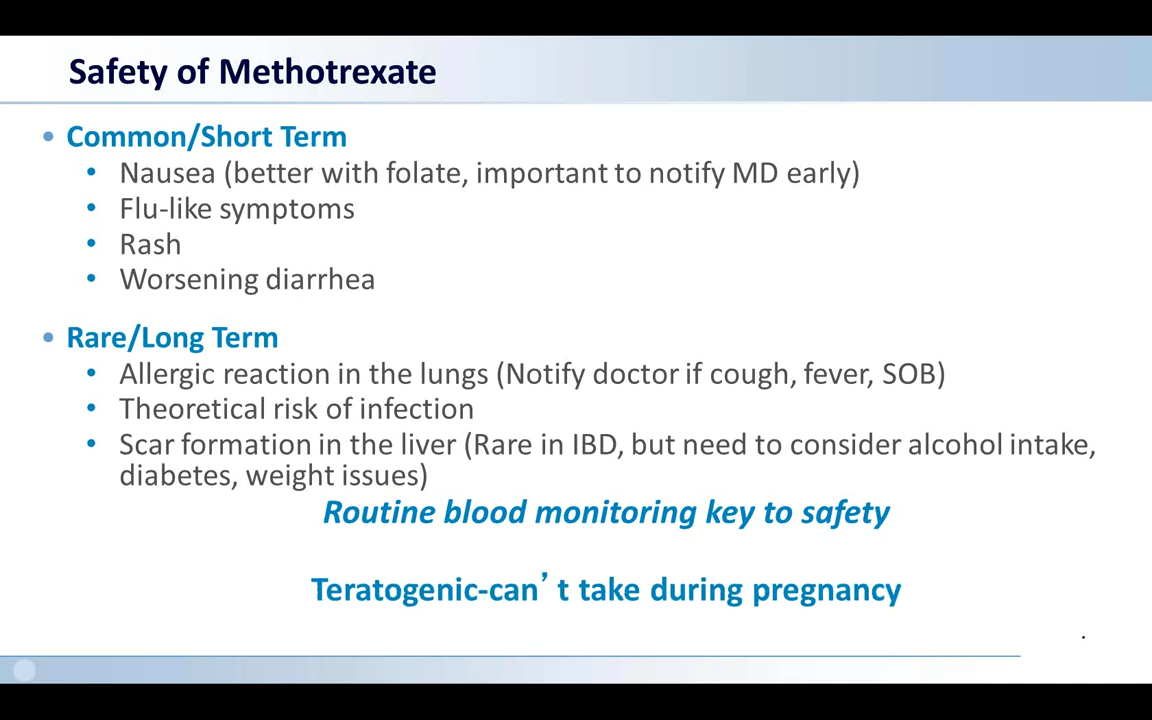 Safety of Methotrexate
• Common/Short Term
• Nausea (better with folate, important to notify MD early)
• Flu-like symptoms
• Rash
• Worsening diarrhea
• Rare/Long Term
• Allergic reaction in the lungs (Notify doctor if cough, fever, SOB)
• Theoretical risk of infection
• Scar formation in the liver (Rare in IBD, but need to consider alcohol intake,
diabetes, weight issues)
Routine blood monitoring key to safety
Teratogenic-can’ t take during pregnancy
.